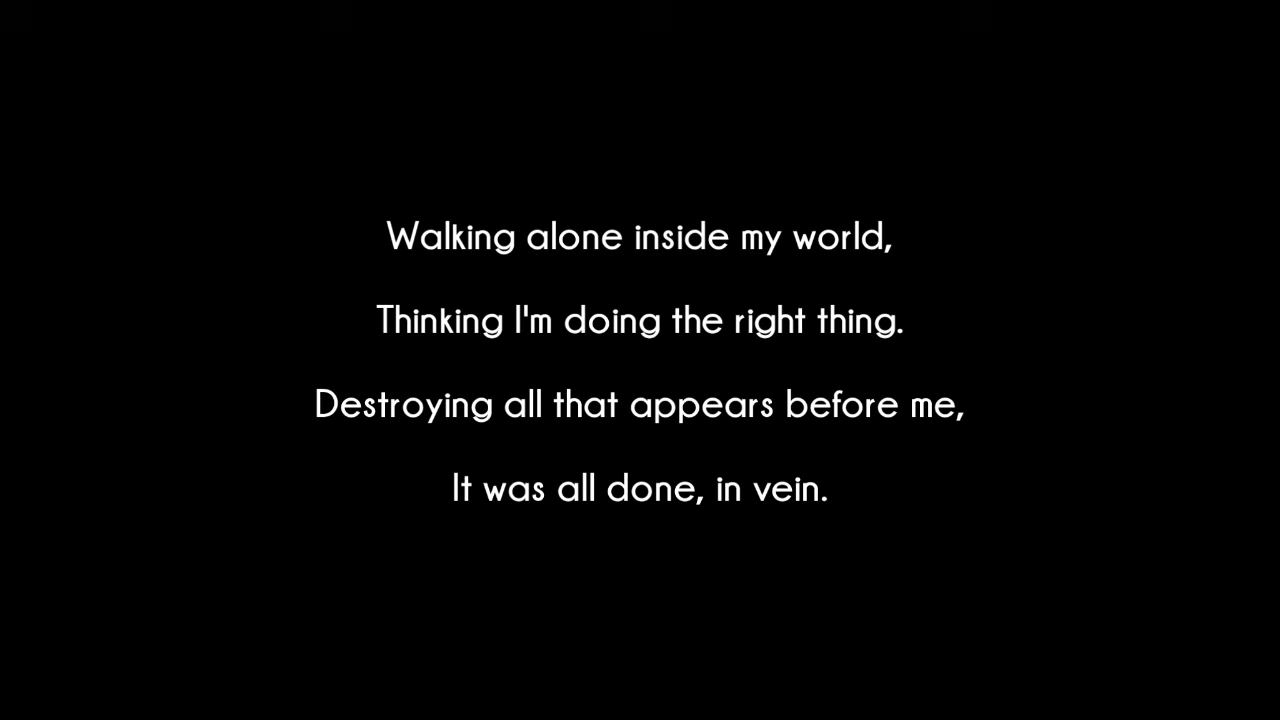 Walking alone inside my world,
Thinking I'm doing the right thing.
Destroying all that appears before me,
It was all done, in vein.